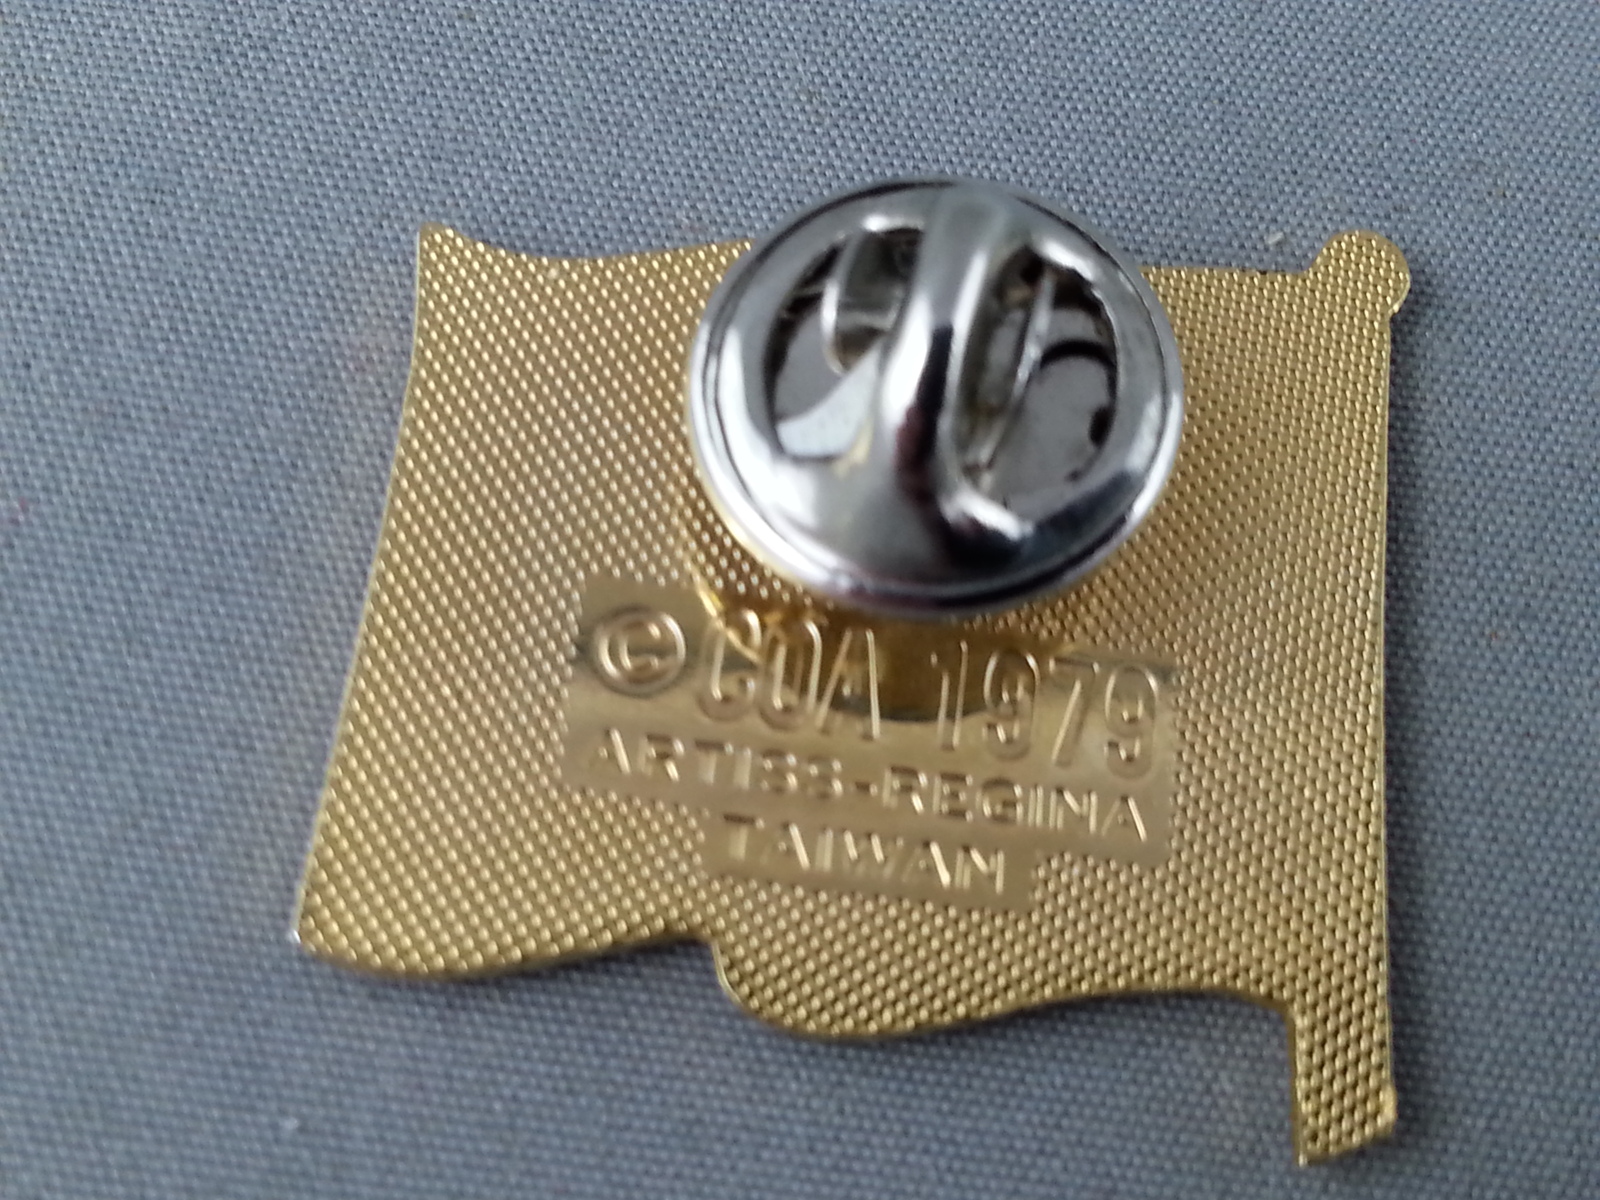 © COA 1979
ARTISS-REGINA
TAIWAN